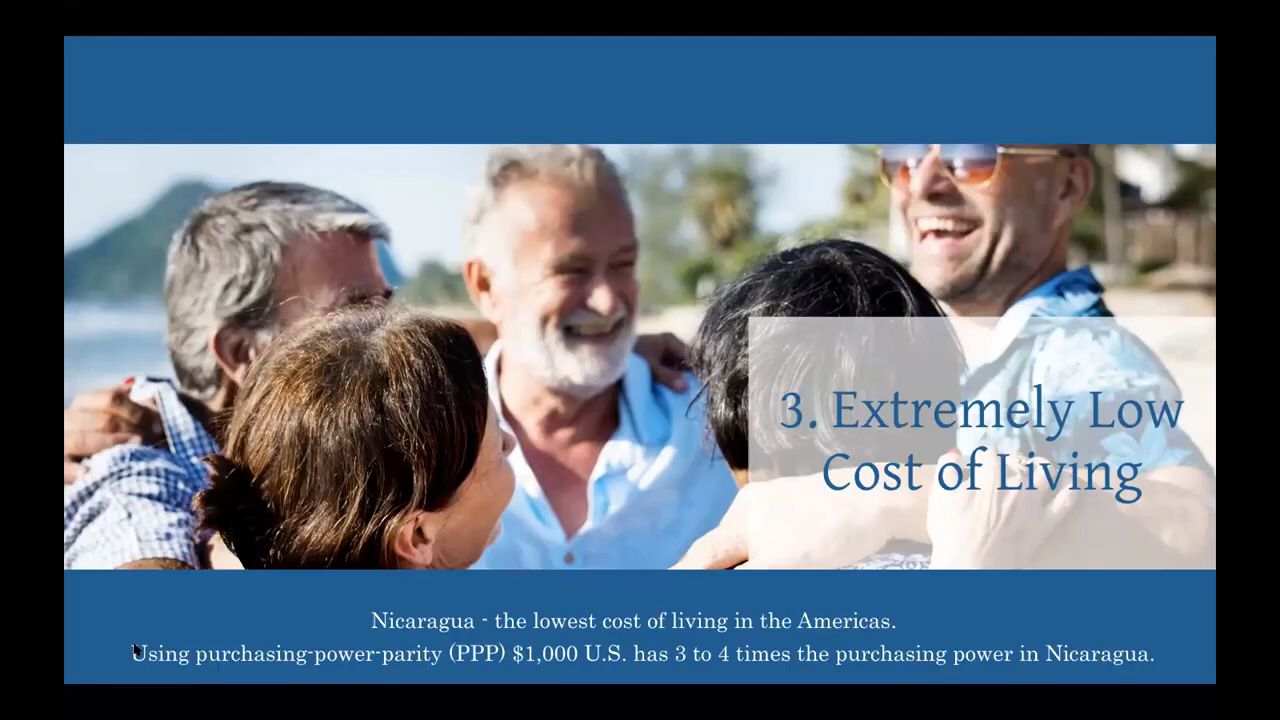 3. Extremely Low
Cost of Living
Nicaragua - the lowest cost of living in the Americas.
Using purchasing-power-parity (PPP) $1,000 U.S. has 3 to 4 times the purchasing power in Nicaragua.